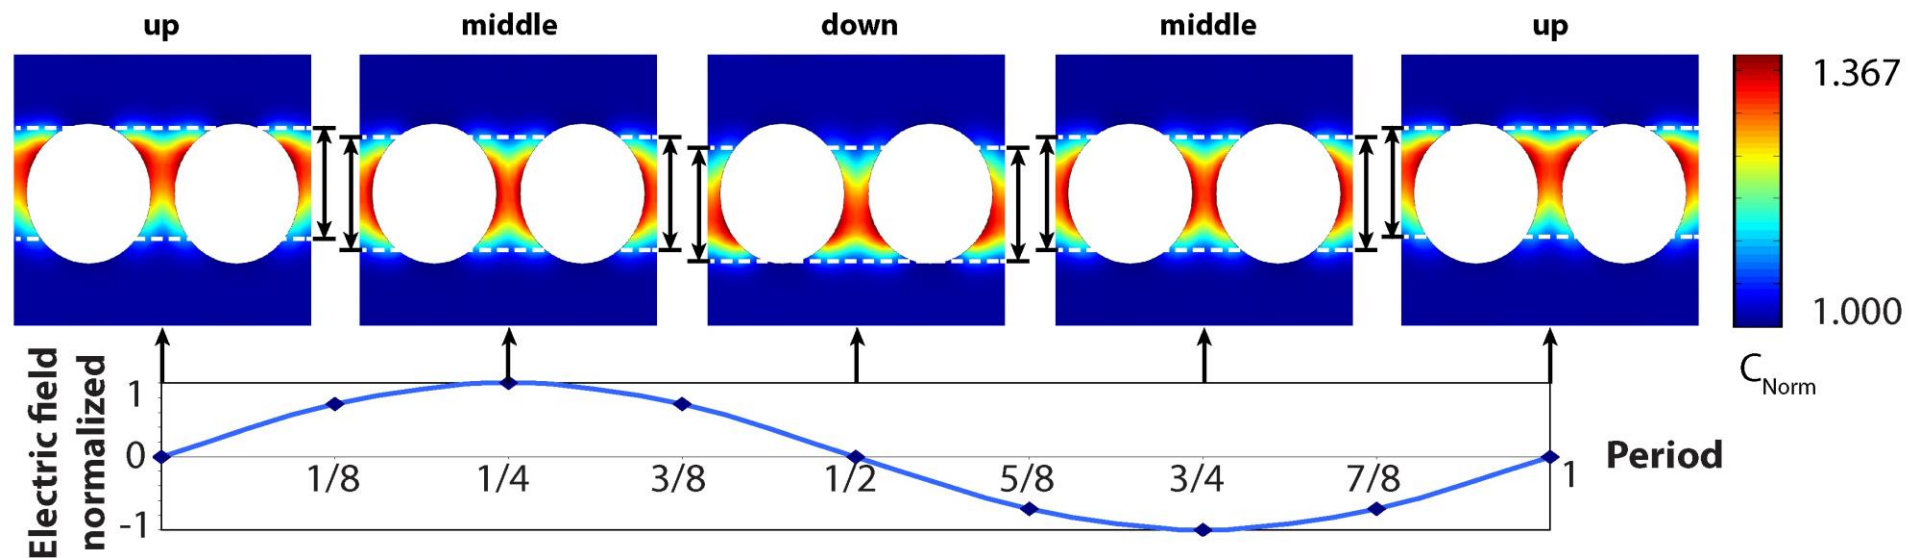 up
middle
down
middle
up
1.367
1.000
CNorm
Electric field
normalized
1
0
-1
1/8
1/4
3/8
1/2
5/8
3/4
7/8
1
Period